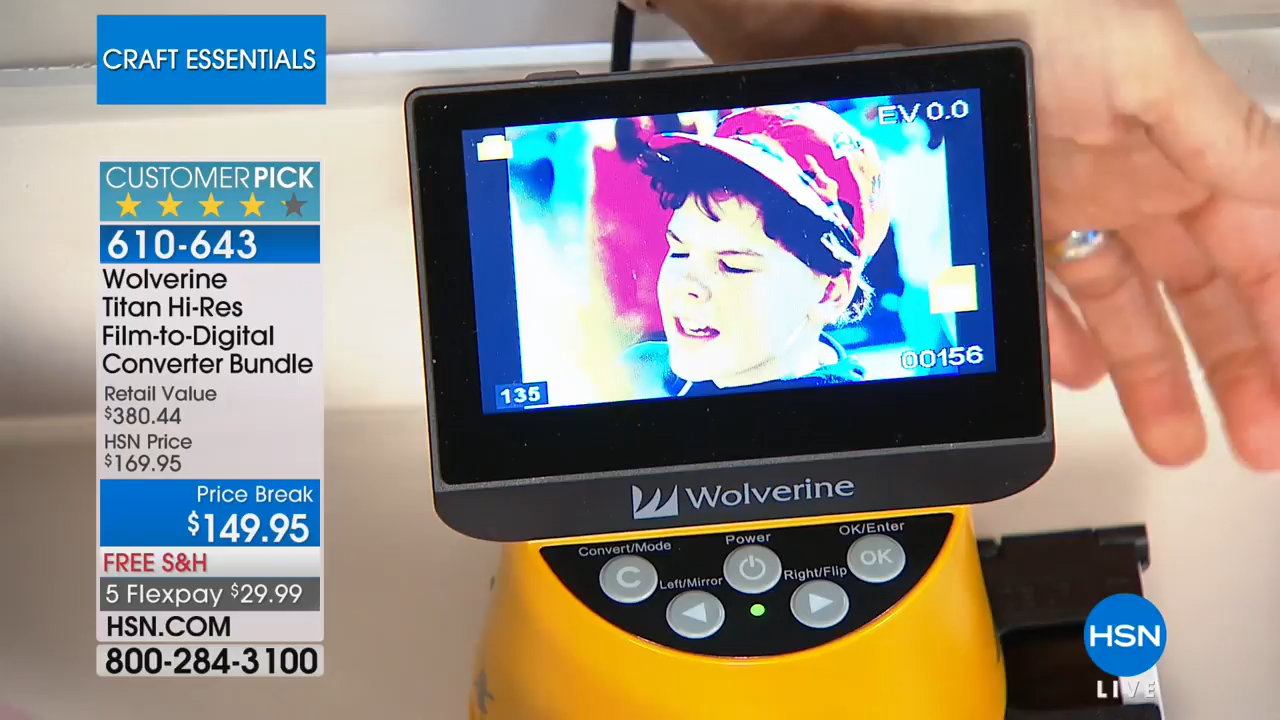 CRAFT ESSENTIALS
CUSTOMER PICK
610-643
Wolverine
Titan Hi-Res
Film-to-Digital
Converter Bundle
Retail Value
$380.44
HSN Price
$169.95
Price Break
$149.95
FREE S&H
5 Flexpay $29.99
HSN.COM
800-284-3100
EV 0.0
00156
135
Wolverine
Convert/Mode
Power
OK/Enter
C
OK
Left/Mirror
Right/Flip
HSN
LIVE